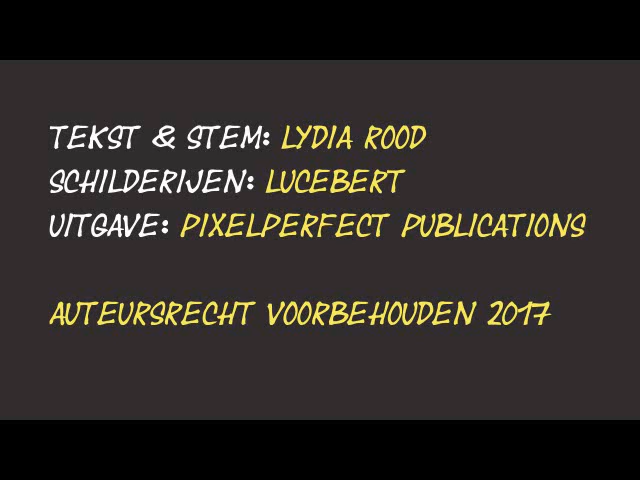 TEKST & STEM: LYDIA ROOD
SCHILDERIJEN: LUCEBERT
UITGAVE: PIXELPERFECT PUBLICATIONS
AUTEURSRECHT VOORBEHOUDEN 2017